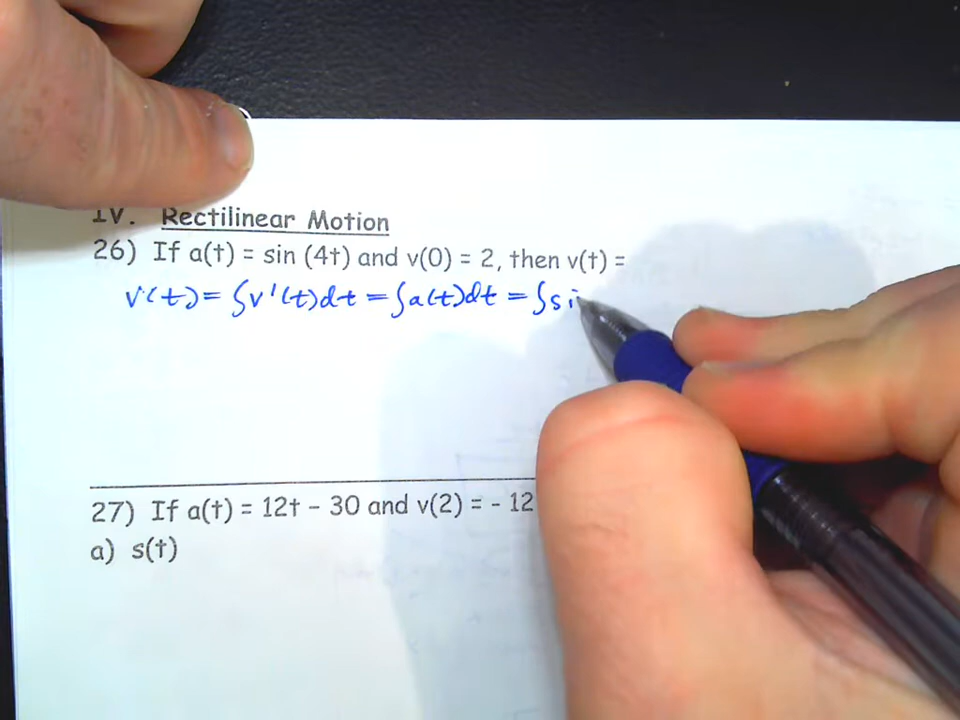 IV. Rectilinear Motion
26) If a(t) = sin (4t) and v(0) = 2, then v(t) =
v(t) = ∫v'(t)dt = ∫a(t)dt = ∫si
27) If a(t) = 12t - 30 and v(2) = - 12
a) s(t)